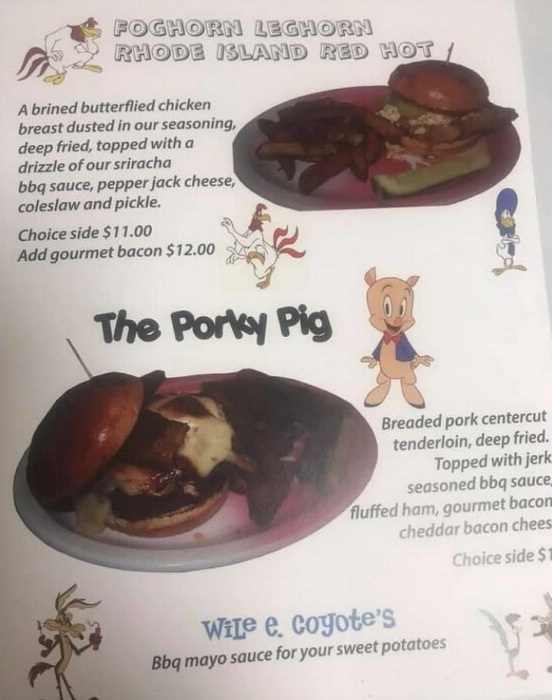 FOGHORN LEGHORN
RHODE ISLAND RED HOT
A brined butterflied chicken
breast dusted in our seasoning,
deep fried, topped with a
drizzle of our sriracha
bbq sauce, pepper jack cheese,
coleslaw and pickle.
Choice side $11.00
Add gourmet bacon $12.00
The Porky Pig
Breaded pork centercut
tenderloin, deep fried.
Topped with jerk
seasoned bbq sauce,
fluffed ham, gourmet bacon
cheddar bacon chees
Choice side $1
Wile e. Coyote's
Bbq mayo sauce for your sweet potatoes